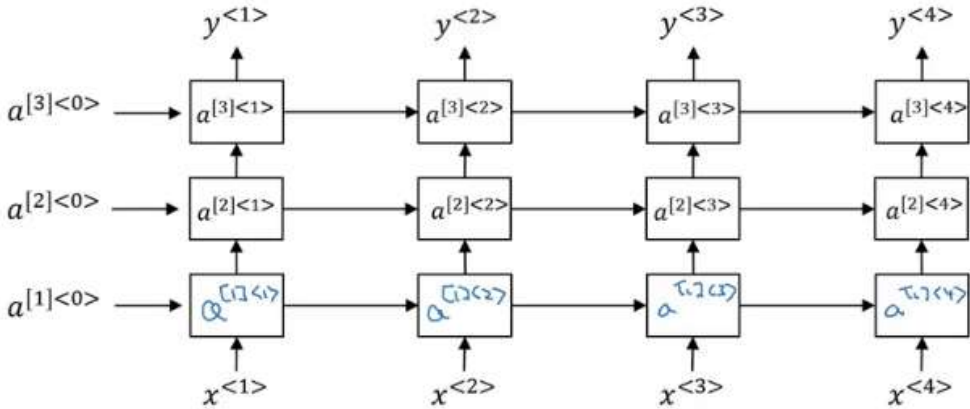 y<1> y<2> y<3> y<4>
a[3]<0> a[3]<1> a[3]<2> a[3]<3> a[3]<4>
a[2]<0> a[2]<1> a[2]<2> a[2]<3> a[2]<4>
a[1]<0> a[1]<1> a[1]<2> a[1]<3> a[1]<4>
x<1> x<2> x<3> x<4>